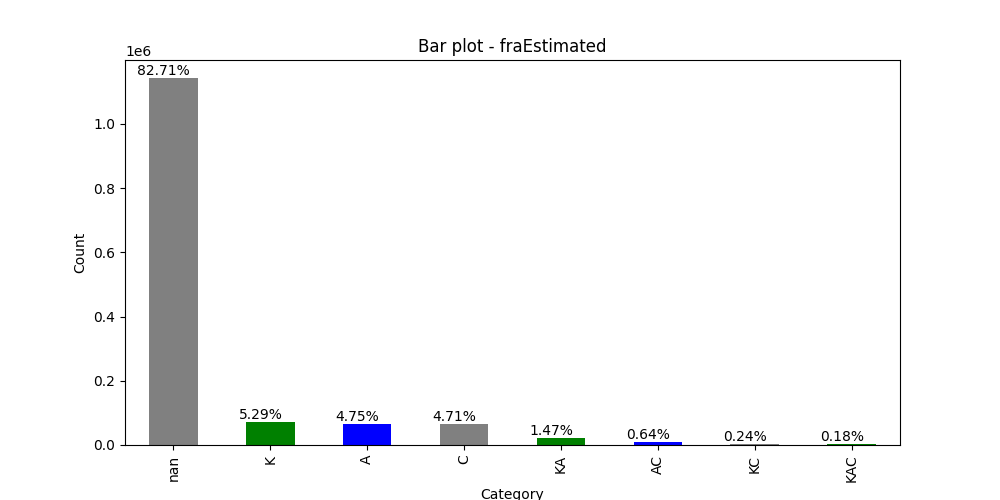 Bar plot - fraEstimated
1e6
82.71%
5.29%
4.75%
4.71%
1.47%
0.64%
0.24%
0.18%
1.0
0.8
0.6
0.4
0.2
0.0
Count
nan
K
A
C
KA
AC
KC
KAC
Category